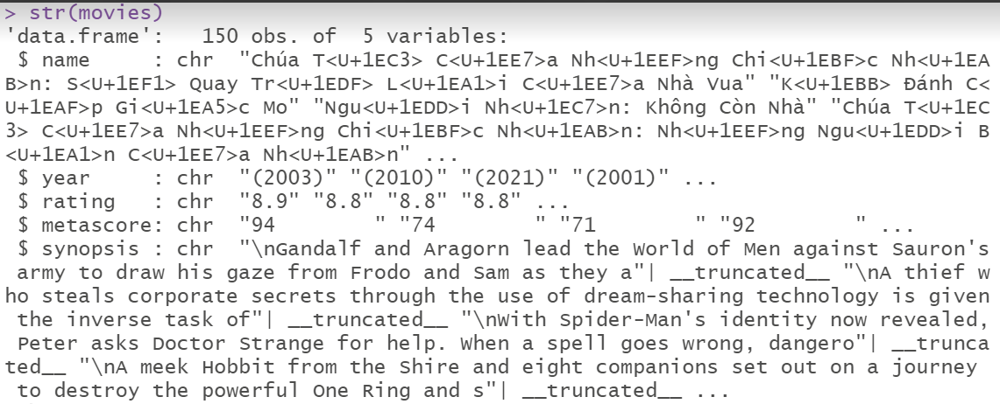 > str(movies)
'data.frame':   150 obs. of  5 variables:
 $ name     : chr  "Chúa T<U+1EC3> C<U+1EE7>a Nh<U+1EEF>ng Chi<U+1EBF>c Nh<U+1EA
B>n: S<U+1EF1> Quay Tr<U+1EDF> L<U+1EA1>i C<U+1EE7>a Nhà Vua" "K<U+1EBB> Đánh C<
U+1EAF>p Gi<U+1EA5>c Mo" "Ngu<U+1EDD>i Nh<U+1EC7>n: Không Còn Nhà" "Chúa T<U+1EC
3> C<U+1EE7>a Nh<U+1EEF>ng Chi<U+1EBF>c Nh<U+1EAB>n: Nh<U+1EEF>ng Ngu<U+1EDD>i B
<U+1EA1>n C<U+1EE7>a Nh<U+1EAB>n" ...
 $ year     : chr  "(2003)" "(2010)" "(2021)" "(2001)" ...
 $ rating   : chr  "8.9" "8.8" "8.8" "8.8" ...
 $ metascore: chr  "94        " "74        " "71        " "92        " ...
 $ synopsis : chr  "\nGandalf and Aragorn lead the World of Men against Sauron's
 army to draw his gaze from Frodo and Sam as they a"| __truncated__ "\nA thief w
ho steals corporate secrets through the use of dream-sharing technology is given
 the inverse task of"| __truncated__ "\nWith Spider-Man's identity now revealed,
 Peter asks Doctor Strange for help. When a spell goes wrong, dangero"| __trunca
ted__ "\nA meek Hobbit from the Shire and eight companions set out on a journey
 to destroy the powerful One Ring and s"| __truncated__ ...